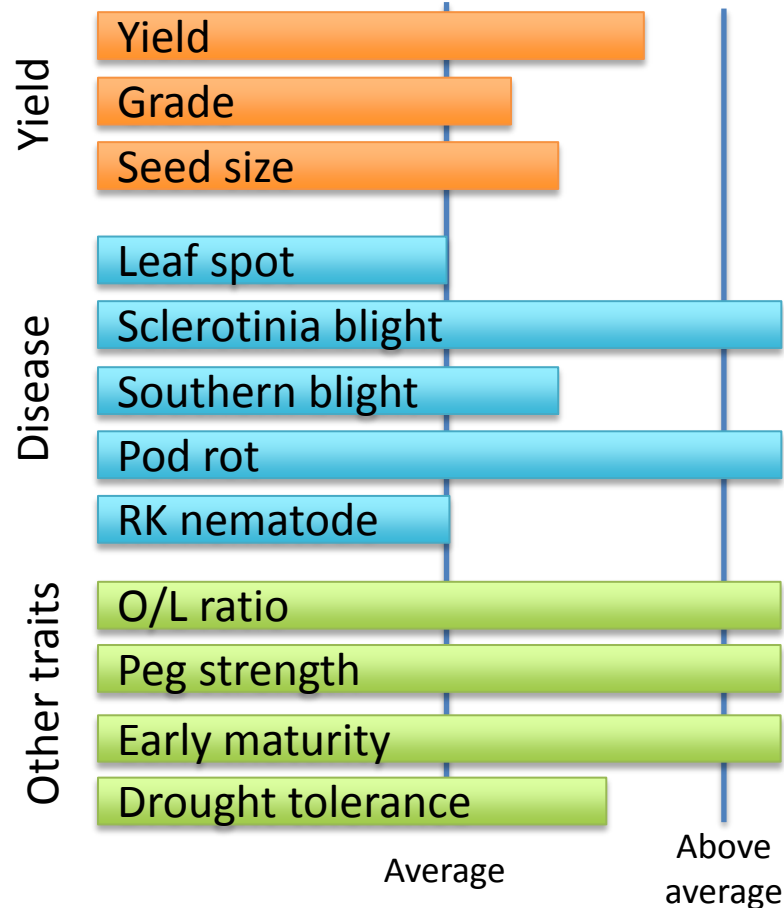 Yield
Yield
Grade
Seed size
Disease
Leaf spot
Sclerotinia blight
Southern blight
Pod rot
RK nematode
Other traits
O/L ratio
Peg strength
Early maturity
Drought tolerance
Average
Above
average